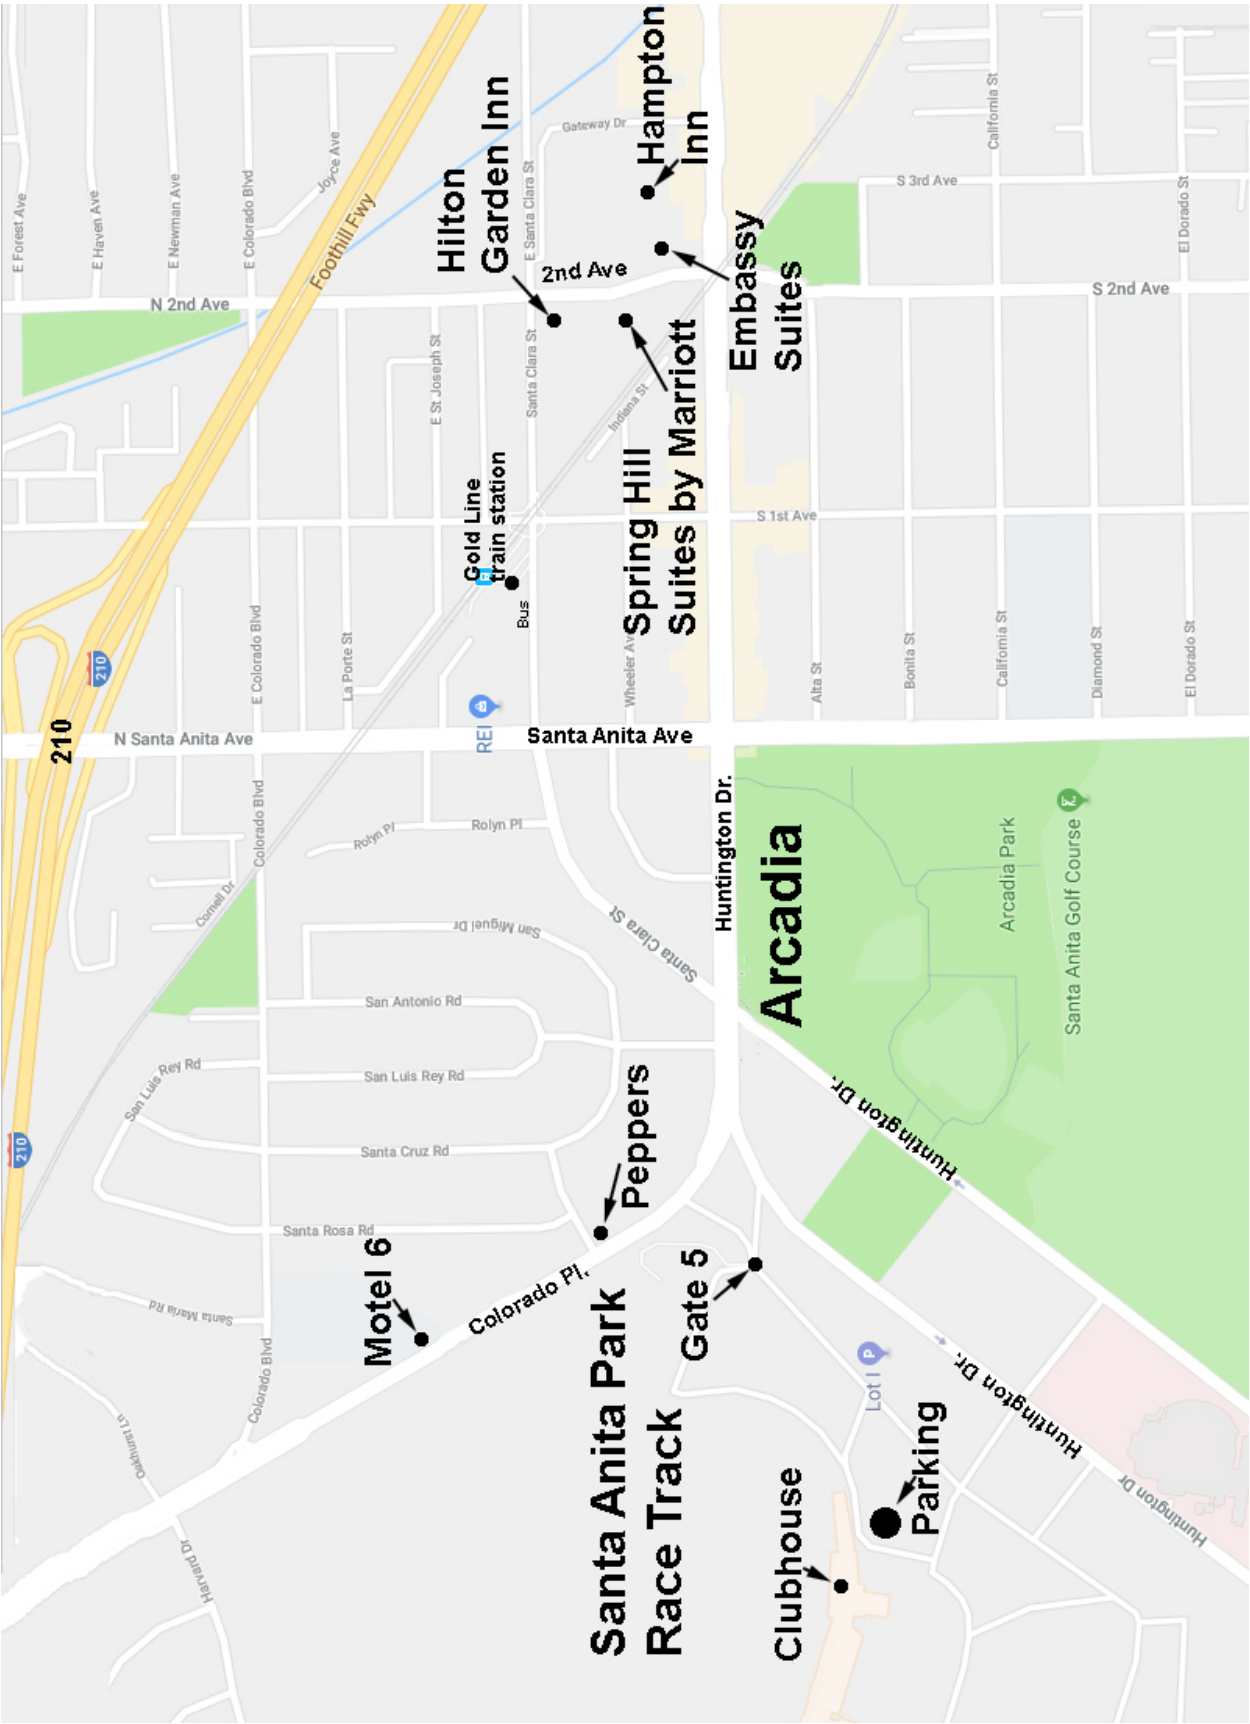 E Forest Ave
E Haven Ave
E Newman Ave
E Colorado Blvd
Joyce Ave
Foothill Fwy
N 2nd Ave
Hilton
Garden Inn
E Santa Clara St
Gateway Dr
Hampton
Inn
2nd Ave
California St
S 3rd Ave
El Dorado St
S 2nd Ave
Embassy
Suites
E St Joseph St
Santa Clara St
Indiana St
Spring Hill
Suites by Marriott
Gold Line
train station
Bus
S 1st Ave
E Colorado Blvd
La Porte St
Wheeler Av
Alta St
Bonita St
California St
Diamond St
El Dorado St
210
210
N Santa Anita Ave
REI
Santa Anita Ave
Colorado Blvd
Cornell Dr
Rolyn Pl
Rolyn Pl
San Miguel Dr
Santa Clara St
Huntington Dr.
Arcadia
Arcadia Park
Santa Anita Golf Course
San Antonio Rd
San Luis Rey Rd
San Luis Rey Rd
Santa Cruz Rd
Santa Rosa Rd
210
Peppers
Huntington Dr.
Santa Maria Rd
Motel 6
Colorado Pl.
Gate 5
Santa Anita Park
Race Track
Colorado Blvd
Oakhurst Ln
Harvard Dr
Lot I
P
Huntington Dr.
Huntington Dr
Parking
Clubhouse